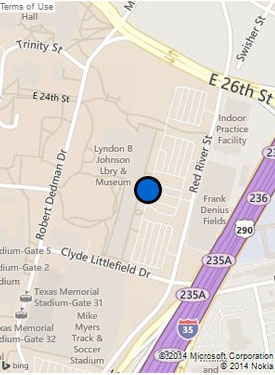 Terms of Use
Hall
Trinity St
Swisher St
E 26th St
E 24th St
Indoor
Practice
Facility
Lyndon B
Johnson
Lbry &
Museum
Red River St
Robert Dedman Dr
236
Frank
Denius
Fields
290
235
adium-Gate 5
Stadium-Gate 2
Clyde Littlefield Dr
235A
235A
Texas Memorial
Stadium-Gate 32
Texas Memorial
Stadium-Gate 31
Mike
Myers
Track &
Soccer
Stadium
35
bing
©2014 Microsoft Corporation
© 2014 Nokia